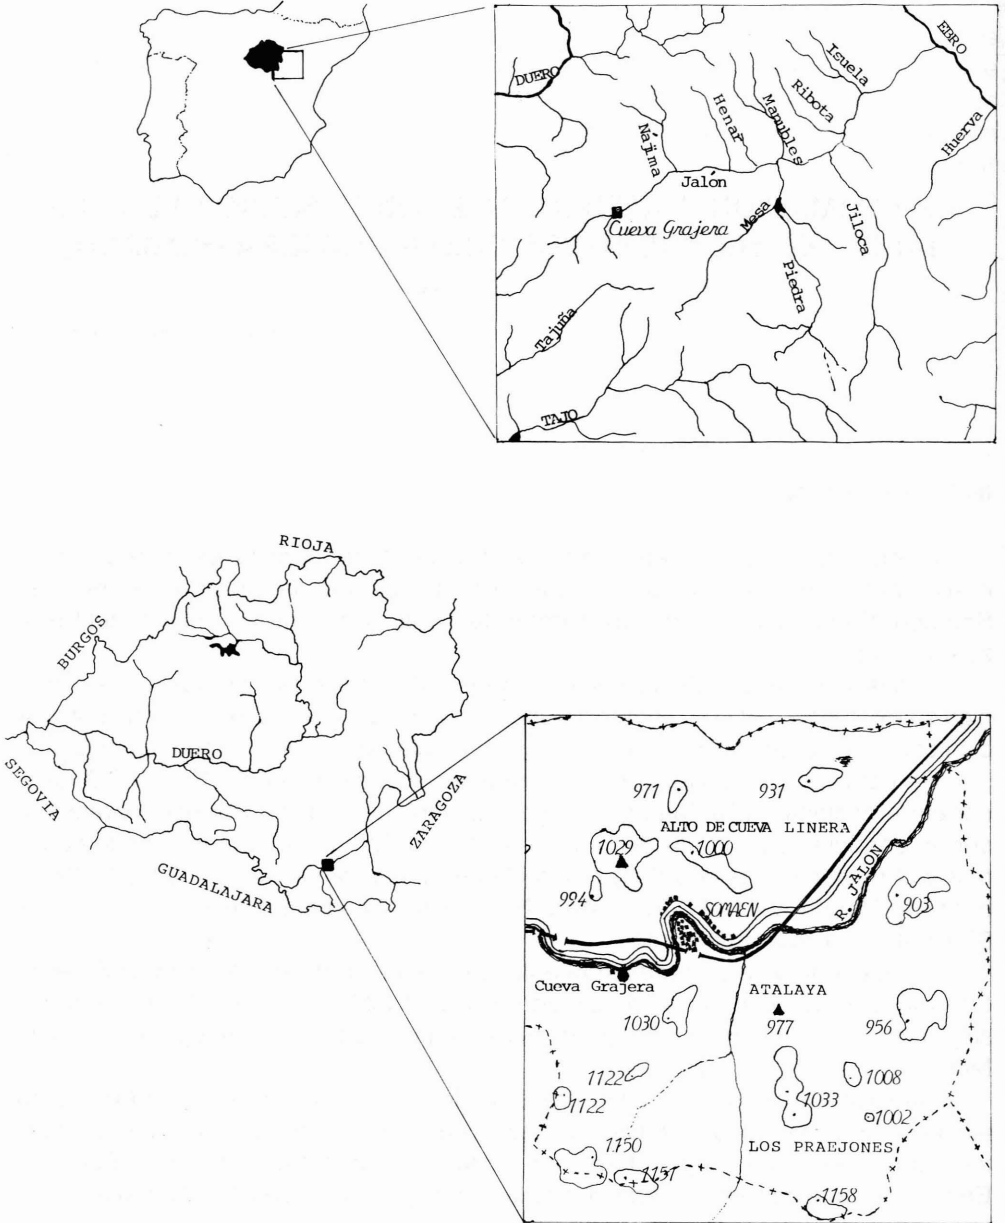 DUERO
EBRO
Isuela
Ribota
Manubles
Henar
Nájima
Huerva
Jalón
Cueva Grajera
Mesa
Jiloca
Piedra
Tajuña
TAJO
RIOJA
BURGOS
DUERO
SEGOVIA
ZARAGOZA
GUADALAJARA
971
931
ALTO DE CUEVA LINERA
1029
1000
R. JALON
994
SOMAEN
903
Cueva Grajera
ATALAYA
1030
977
956
1122
1008
1122
1033
1002
1150
LOS PRAEJONES
1151
1158